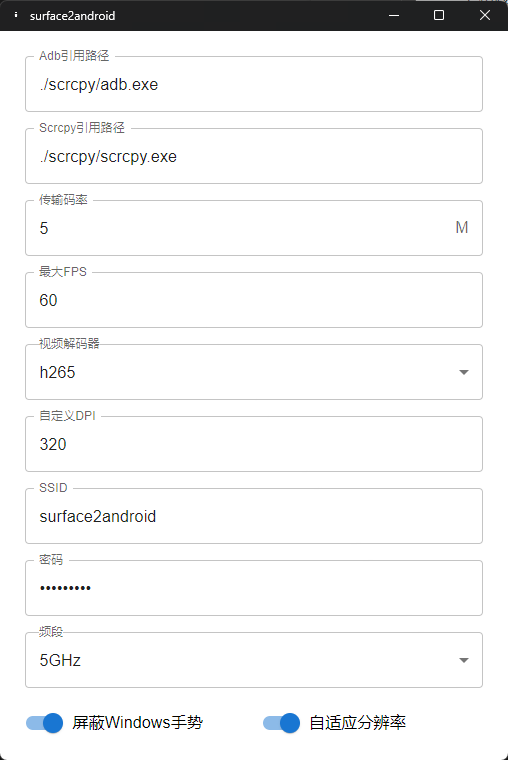 surface2android
Adb引用路径
./scrcpy/adb.exe
Scrcpy引用路径
./scrcpy/scrcpy.exe
传输码率
5 M
最大FPS
60
视频解码器
h265
自定义DPI
320
SSID
surface2android
密码
•••••••••
频段
5GHz
屏蔽Windows手势 自适应分辨率